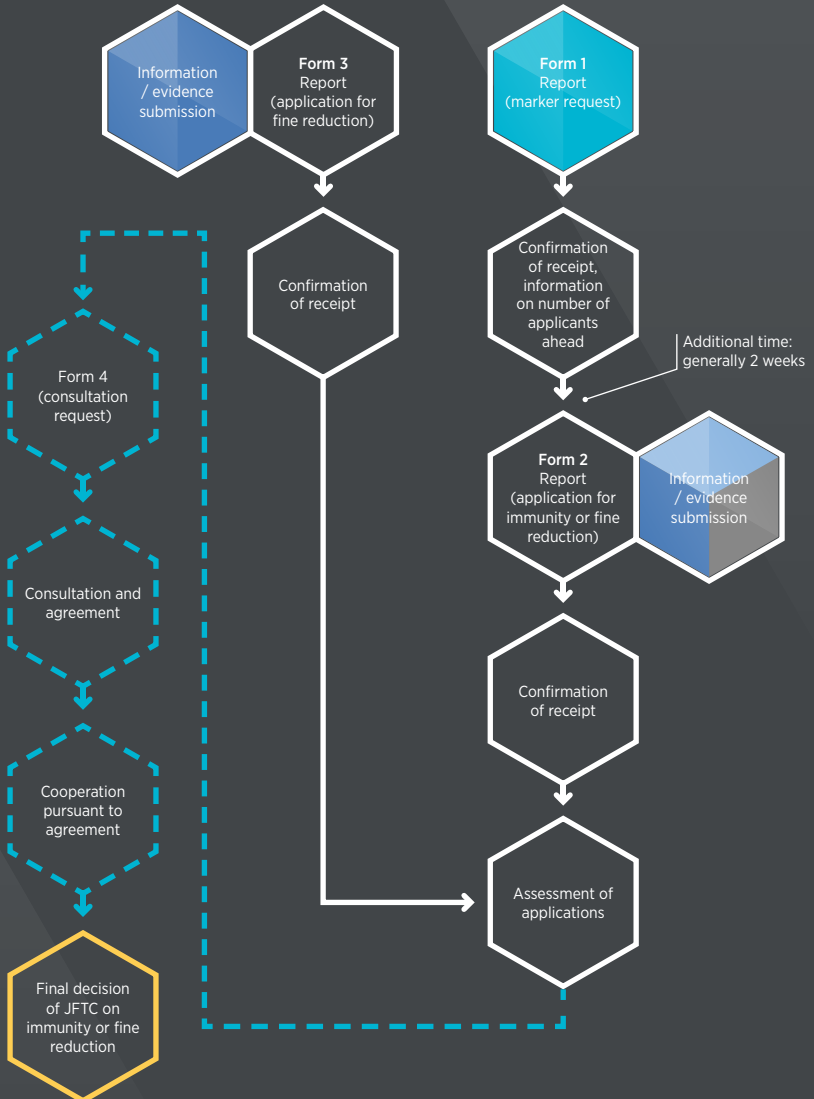 Information
/ evidence
submission
Form 3
Report
(application for
fine reduction)
Form 1
Report
(marker request)
Confirmation
of receipt
Confirmation
of receipt,
information
on number of
applicants
ahead
Additional time:
generally 2 weeks
Form 4
(consultation
request)
Form 2
Report
(application for
immunity or fine
reduction)
Information
/ evidence
submission
Consultation and
agreement
Confirmation
of receipt
Cooperation
pursuant to
agreement
Assessment of
applications
Final decision
of JFTC on
immunity or fine
reduction